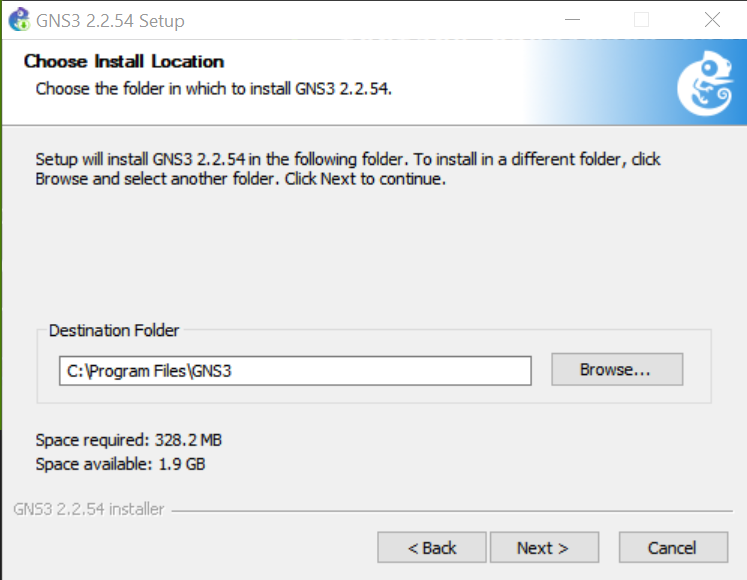 GNS3 2.2.54 Setup
Choose Install Location
Choose the folder in which to install GNS3 2.2.54.
Setup will install GNS3 2.2.54 in the following folder. To install in a different folder, click
Browse and select another folder. Click Next to continue.
Destination Folder
C:\Program Files\GNS3
Browse...
Space required: 328.2 MB
Space available: 1.9 GB
GNS3 2.2.54 installer
< Back
Next >
Cancel